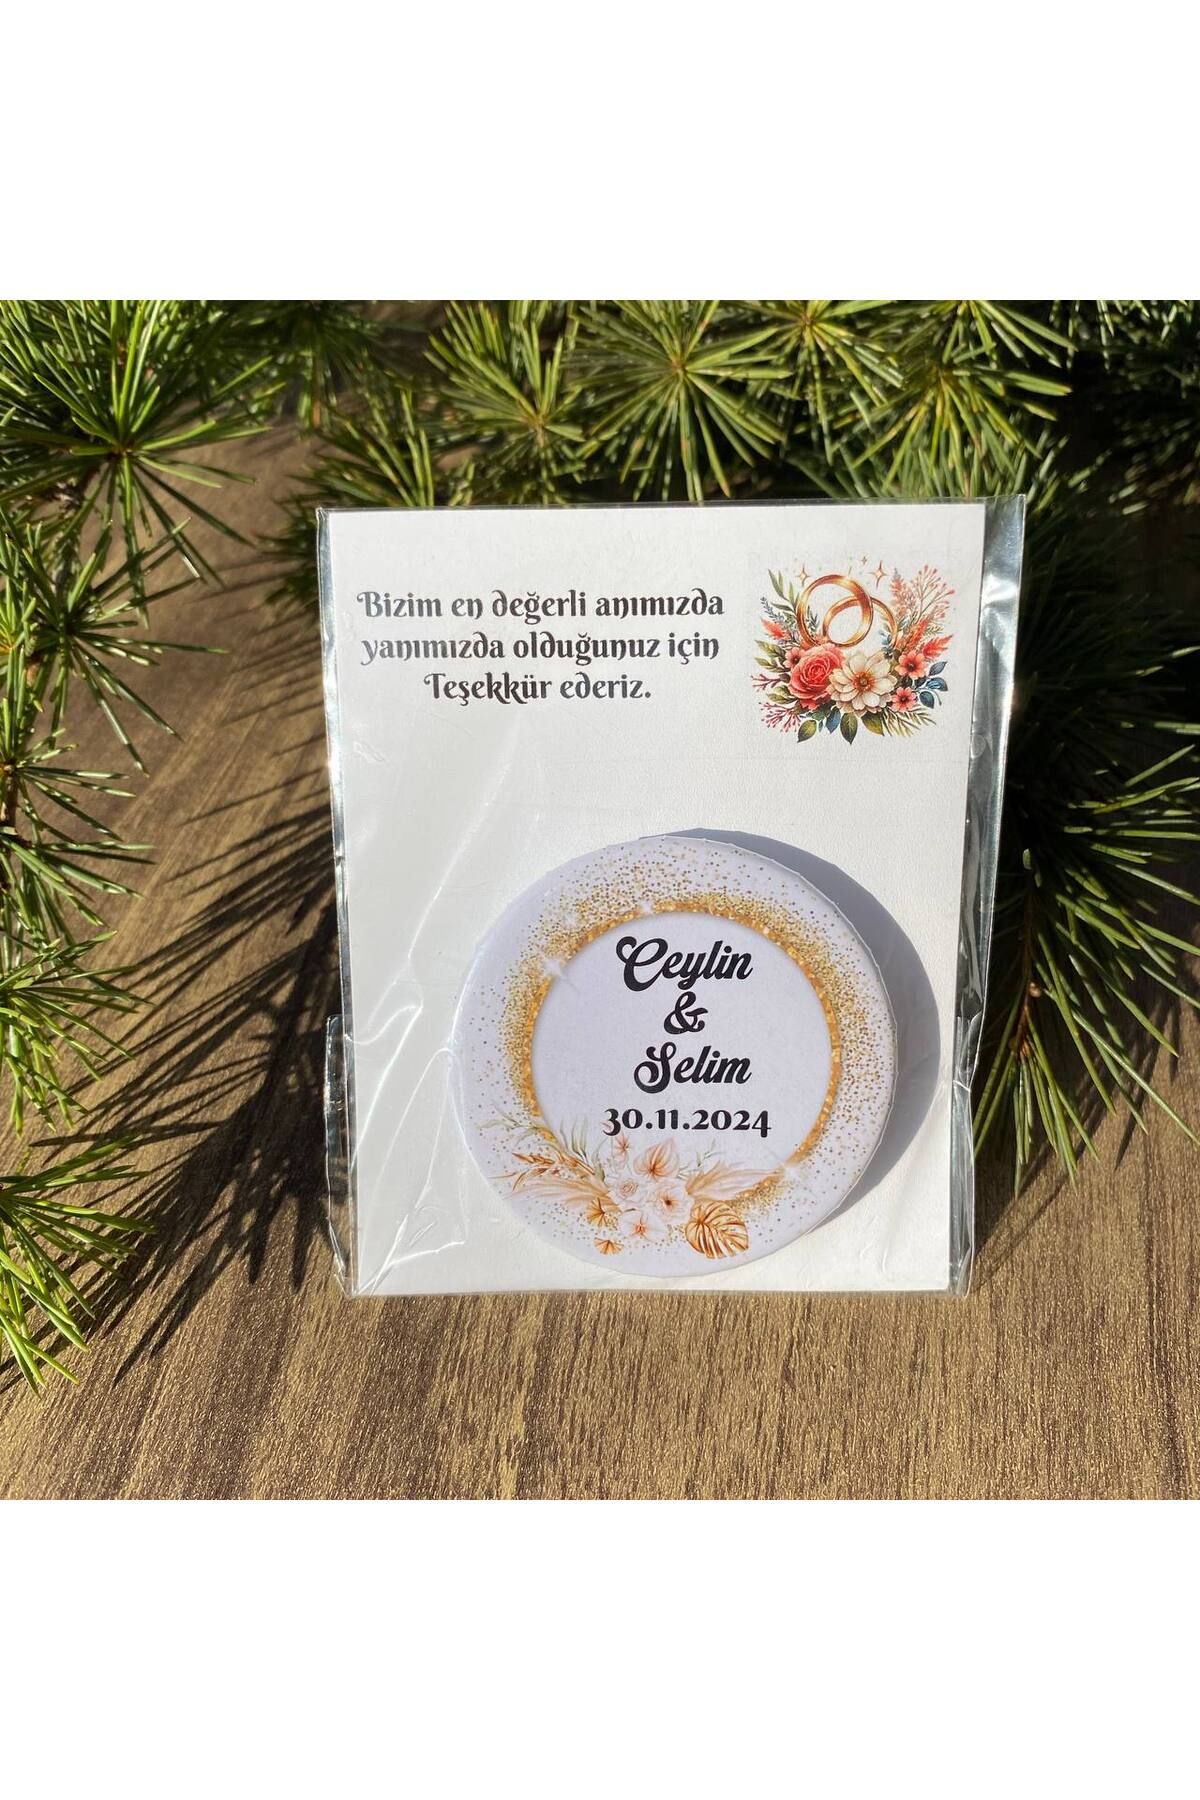 Bizim en değerli anımızda
yanımızda olduğunuz için
Teşekkür ederiz.
Ceylin
&
Selim
30.11.2024